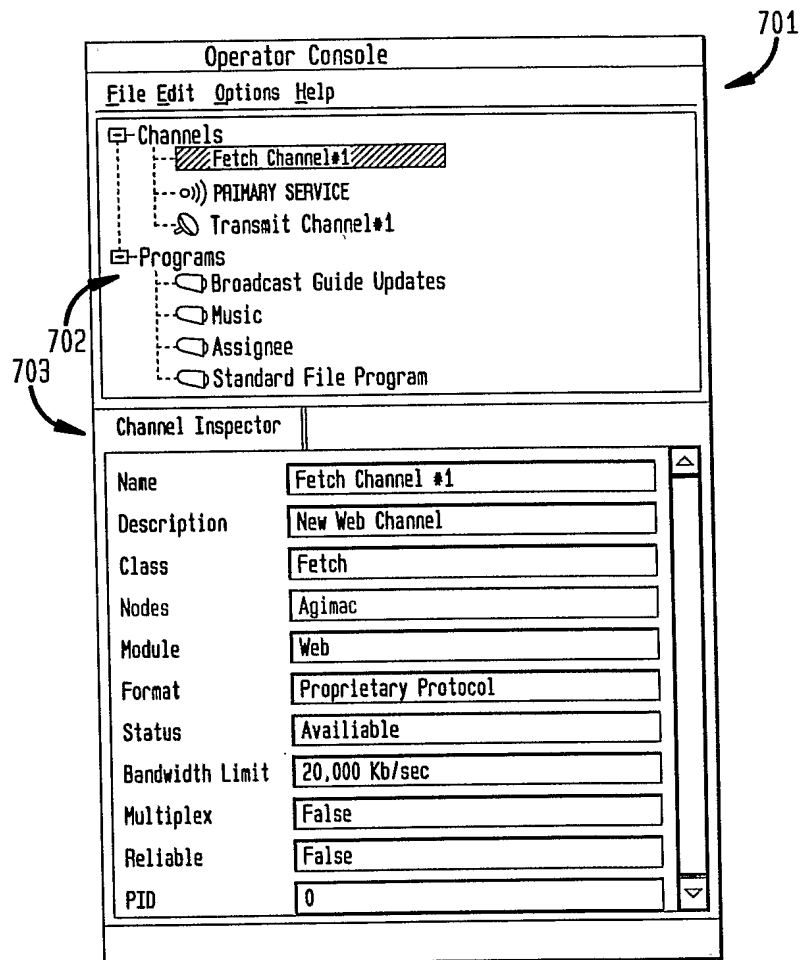 701
Operator Console
File Edit Options Help
Channels
Fetch Channel#1
PRIMARY SERVICE
Transmit Channel#1
Programs
Broadcast Guide Updates
Music
Assignee
Standard File Program
702
703
Channel Inspector
Name Fetch Channel #1
Description New Web Channel
Class Fetch
Nodes Agimac
Module Web
Format Proprietary Protocol
Status Availiable
Bandwidth Limit 20,000 Kb/sec
Multiplex False
Reliable False
PID 0